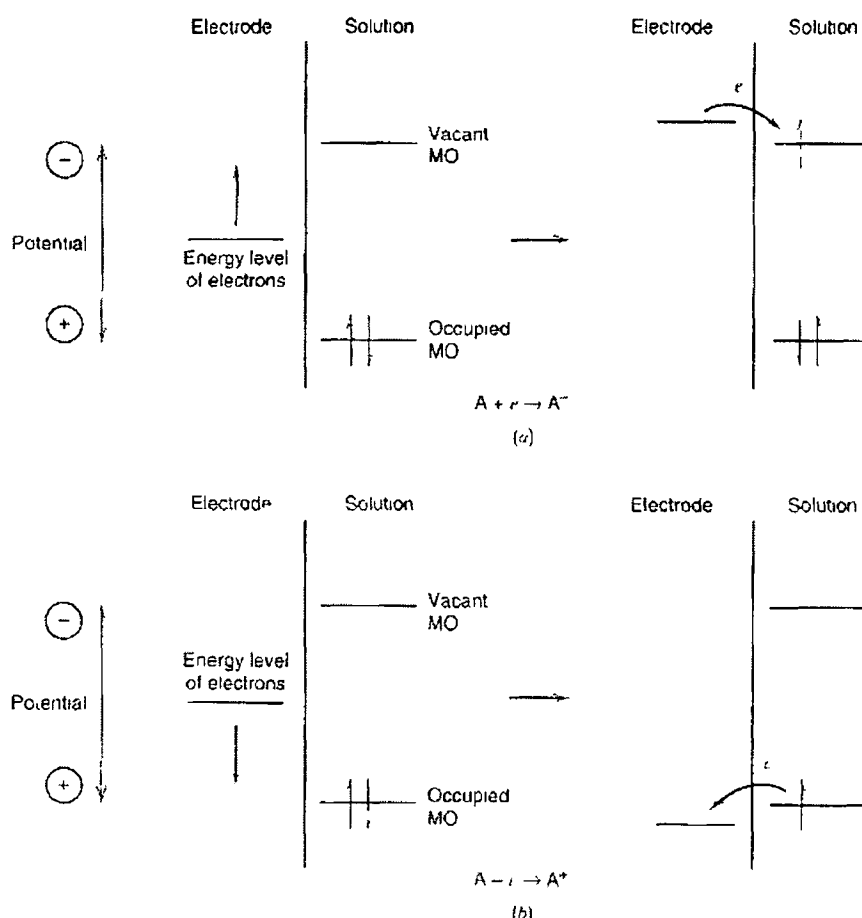 Electrode Solution Electrode Solution
e
Vacant
MO
−
Potential
Energy level
of electrons
+
Occupied
MO
A + e → A⁻
(a)
Electrode Solution Electrode Solution
−
Vacant
MO
Energy level
of electrons
Potential
+
Occupied
MO
A − e → A⁺
(b)